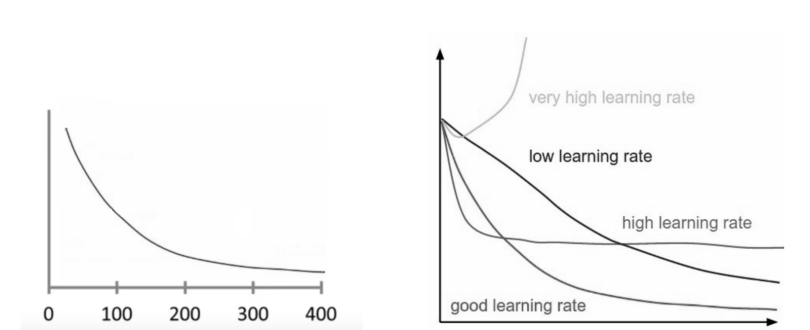 0 100 200 300 400
very high learning rate
low learning rate
high learning rate
good learning rate